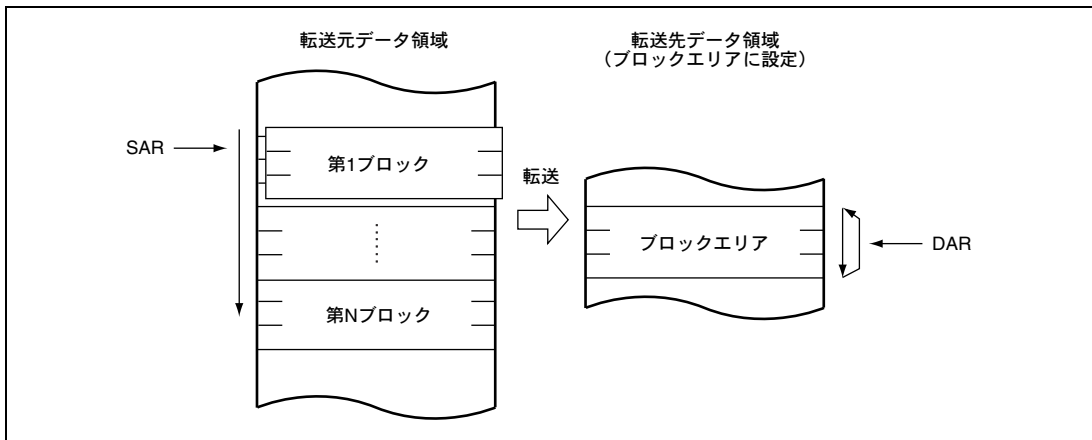 転送元データ領域
転送先データ領域
（ブロックエリアに設定）
SAR
第1ブロック
転送
ブロックエリア
DAR
第Nブロック